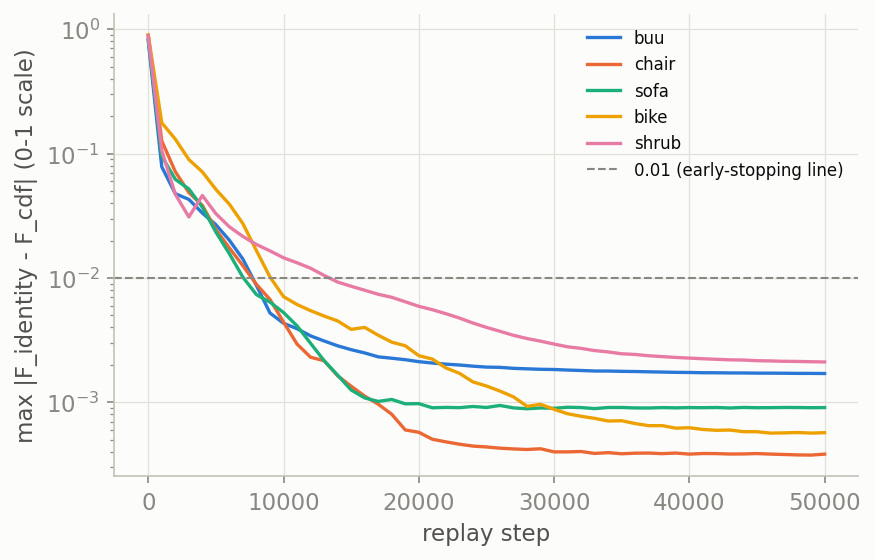 max |F_identity - F_cdf| (0-1 scale)
10⁰
10⁻¹
10⁻²
10⁻³
buu
chair
sofa
bike
shrub
0.01 (early-stopping line)
0 10000 20000 30000 40000 50000
replay step